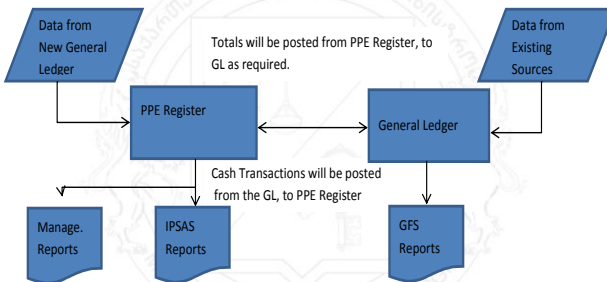 Data from
New General
Ledger
Totals will be posted from PPE Register, to
GL as required.
Data from
Existing
Sources
PPE Register
General Ledger
Cash Transactions will be posted
from the GL, to PPE Register
Manage.
Reports
IPSAS
Reports
GFS
Reports